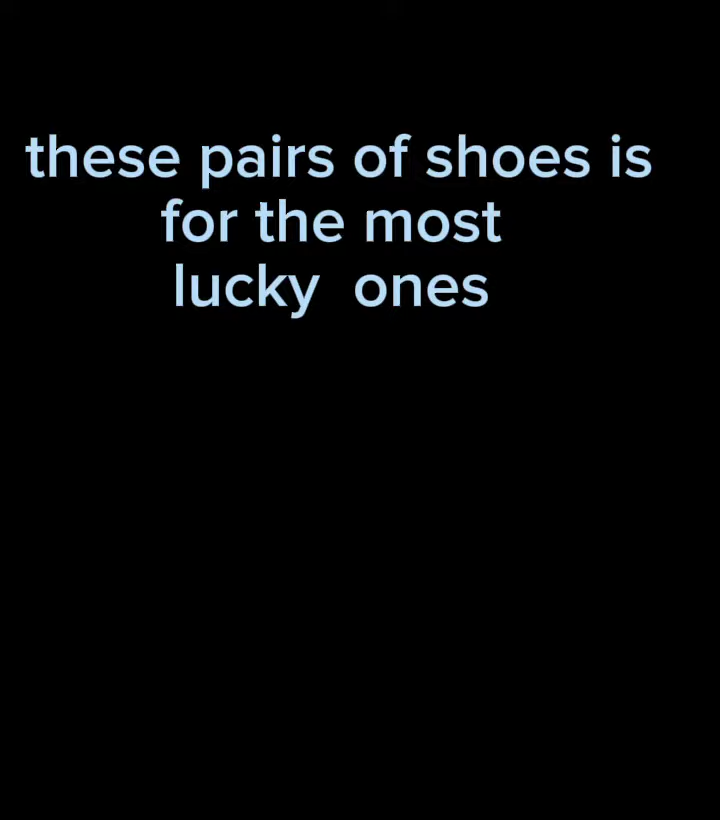 these pairs of shoes is
for the most
lucky  ones